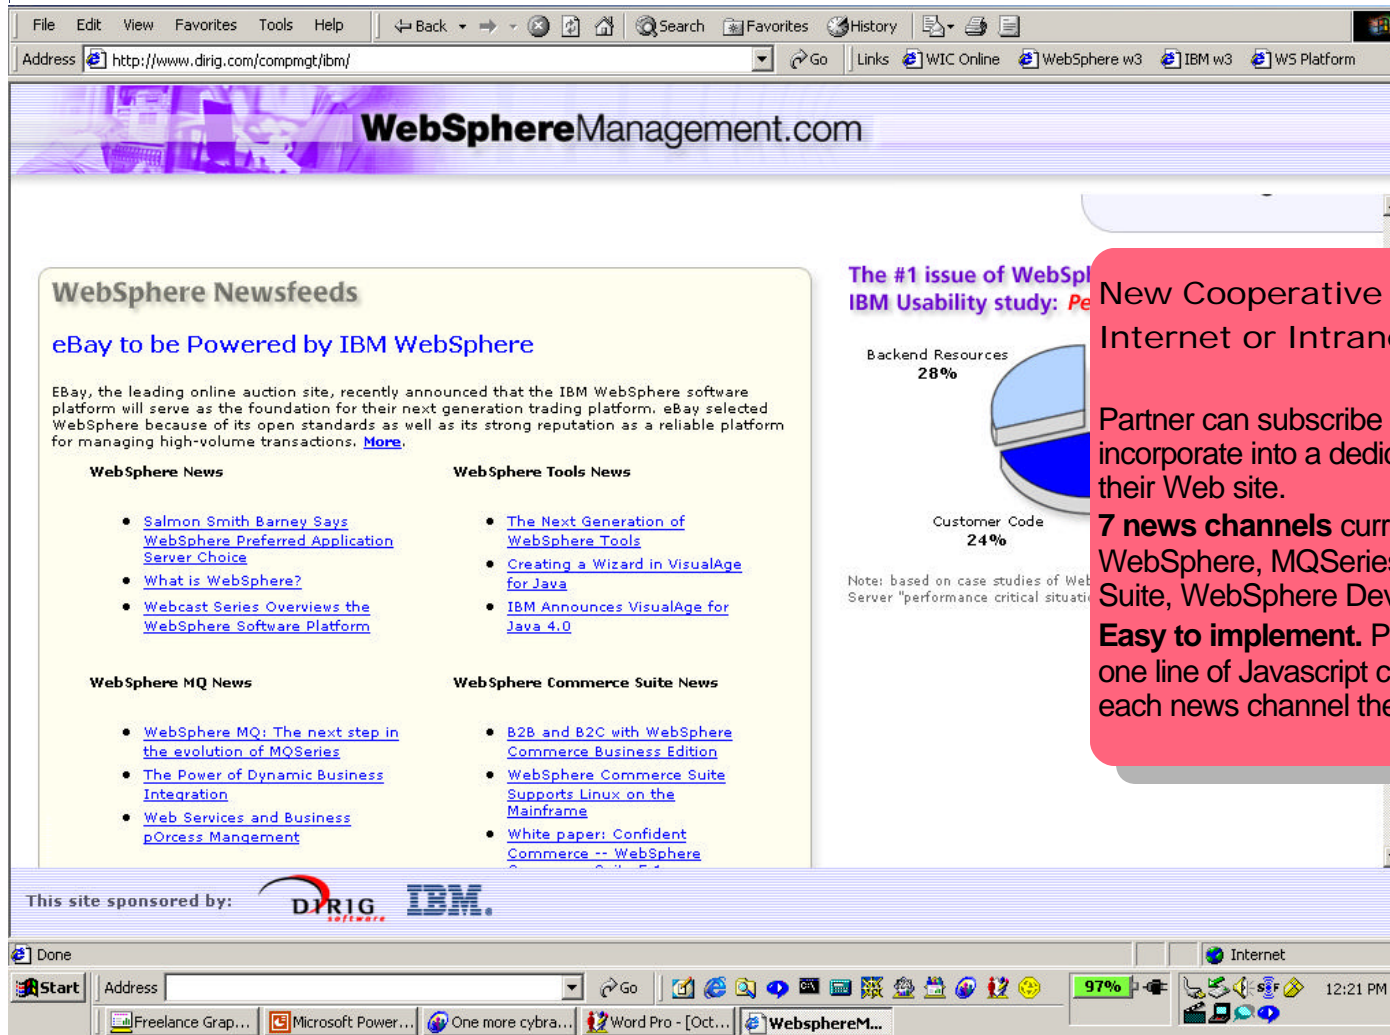 File Edit View Favorites Tools Help Back Search Favorites History
Address http://www.dirig.com/compmgt/ibm/ Go Links WIC Online WebSphere w3 IBM w3 WS Platform
WebSphereManagement.com
WebSphere Newsfeeds
eBay to be Powered by IBM WebSphere
EBay, the leading online auction site, recently announced that the IBM WebSphere software
platform will serve as the foundation for their next generation trading platform. eBay selected
WebSphere because of its open standards as well as its strong reputation as a reliable platform
for managing high-volume transactions. More.
WebSphere News
Salmon Smith Barney Says
WebSphere Preferred Application
Server Choice
What is WebSphere?
Webcast Series Overviews the
WebSphere Software Platform
WebSphere Tools News
The Next Generation of
WebSphere Tools
Creating a Wizard in VisualAge
for Java
IBM Announces VisualAge for
Java 4.0
WebSphere MQ News
WebSphere MQ: The next step in
the evolution of MQSeries
The Power of Dynamic Business
Integration
Web Services and Business
pOrcess Mangement
WebSphere Commerce Suite News
B2B and B2C with WebSphere
Commerce Business Edition
WebSphere Commerce Suite
Supports Linux on the
Mainframe
White paper: Confident
Commerce -- WebSphere
The #1 issue of WebSph
IBM Usability study: Pe
Backend Resources
28%
Customer Code
24%
Note: based on case studies of Web
Server "performance critical situati
New Cooperative
Internet or Intran
Partner can subscribe
incorporate into a dedic
their Web site.
7 news channels curr
WebSphere, MQSeries
Suite, WebSphere Dev
Easy to implement. P
one line of Javascript c
each news channel the
This site sponsored by: DIRIG software IBM
Done Internet
Start Address Go 97% 12:21 PM
Freelance Grap... Microsoft Power... One more cybra... Word Pro - [Oct... WebsphereM...